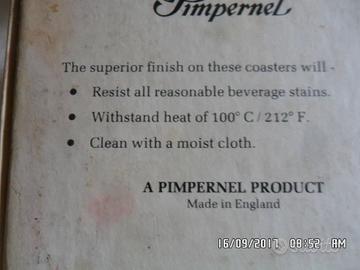 Pimpernel
The superior finish on these coasters will -
• Resist all reasonable beverage stains.
• Withstand heat of 100° C / 212° F.
• Clean with a moist cloth.
A PIMPERNEL PRODUCT
Made in England
16/09/2017 08:52 AM